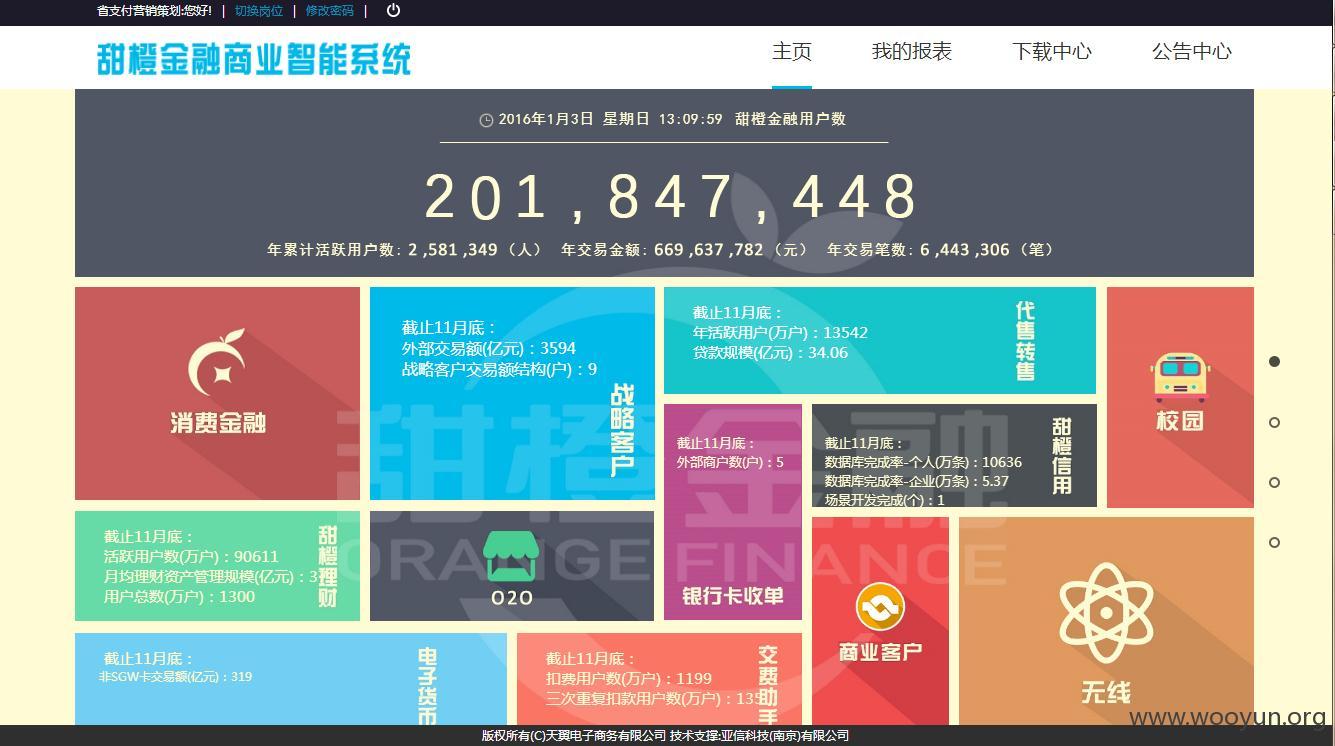 省支付营销策划:您好! | 切换岗位 | 修改密码 |
甜橙金融商业智能系统
主页 我的报表 下载中心 公告中心
2016年1月3日 星期日 13:09:59 甜橙金融用户数
201,847,448
年累计活跃用户数: 2,581,349（人） 年交易金额: 669,637,782（元） 年交易笔数: 6,443,306（笔）
消费金融
截止11月底：
外部交易额(亿元)：3594
战略客户交易额结构(户)：9
战略客户
截止11月底：
年活跃用户(万户)：13542
贷款规模(亿元)：34.06
代售转售
校园
截止11月底：
外部商户数(户)：5
银行卡收单
截止11月底：
数据库完成率-个人(万条)：10636
数据库完成率-企业(万条)：5.37
场景开发完成(个)：1
甜橙信用
甜橙金融
ORANGE FINANCE
截止11月底：
活跃用户数(万户)：90611
月均理财资产管理规模(亿元)：3
用户总数(万户)：1300
甜橙理财
O2O
商业客户
无线
截止11月底：
非SGW卡交易额(亿元)：319
电子货币
截止11月底：
扣费用户数(万户)：1199
三次重复扣款用户数(万户)：135
交费助手
www.wooyun.org
版权所有(C)天翼电子商务有限公司 技术支撑:亚信科技(南京)有限公司